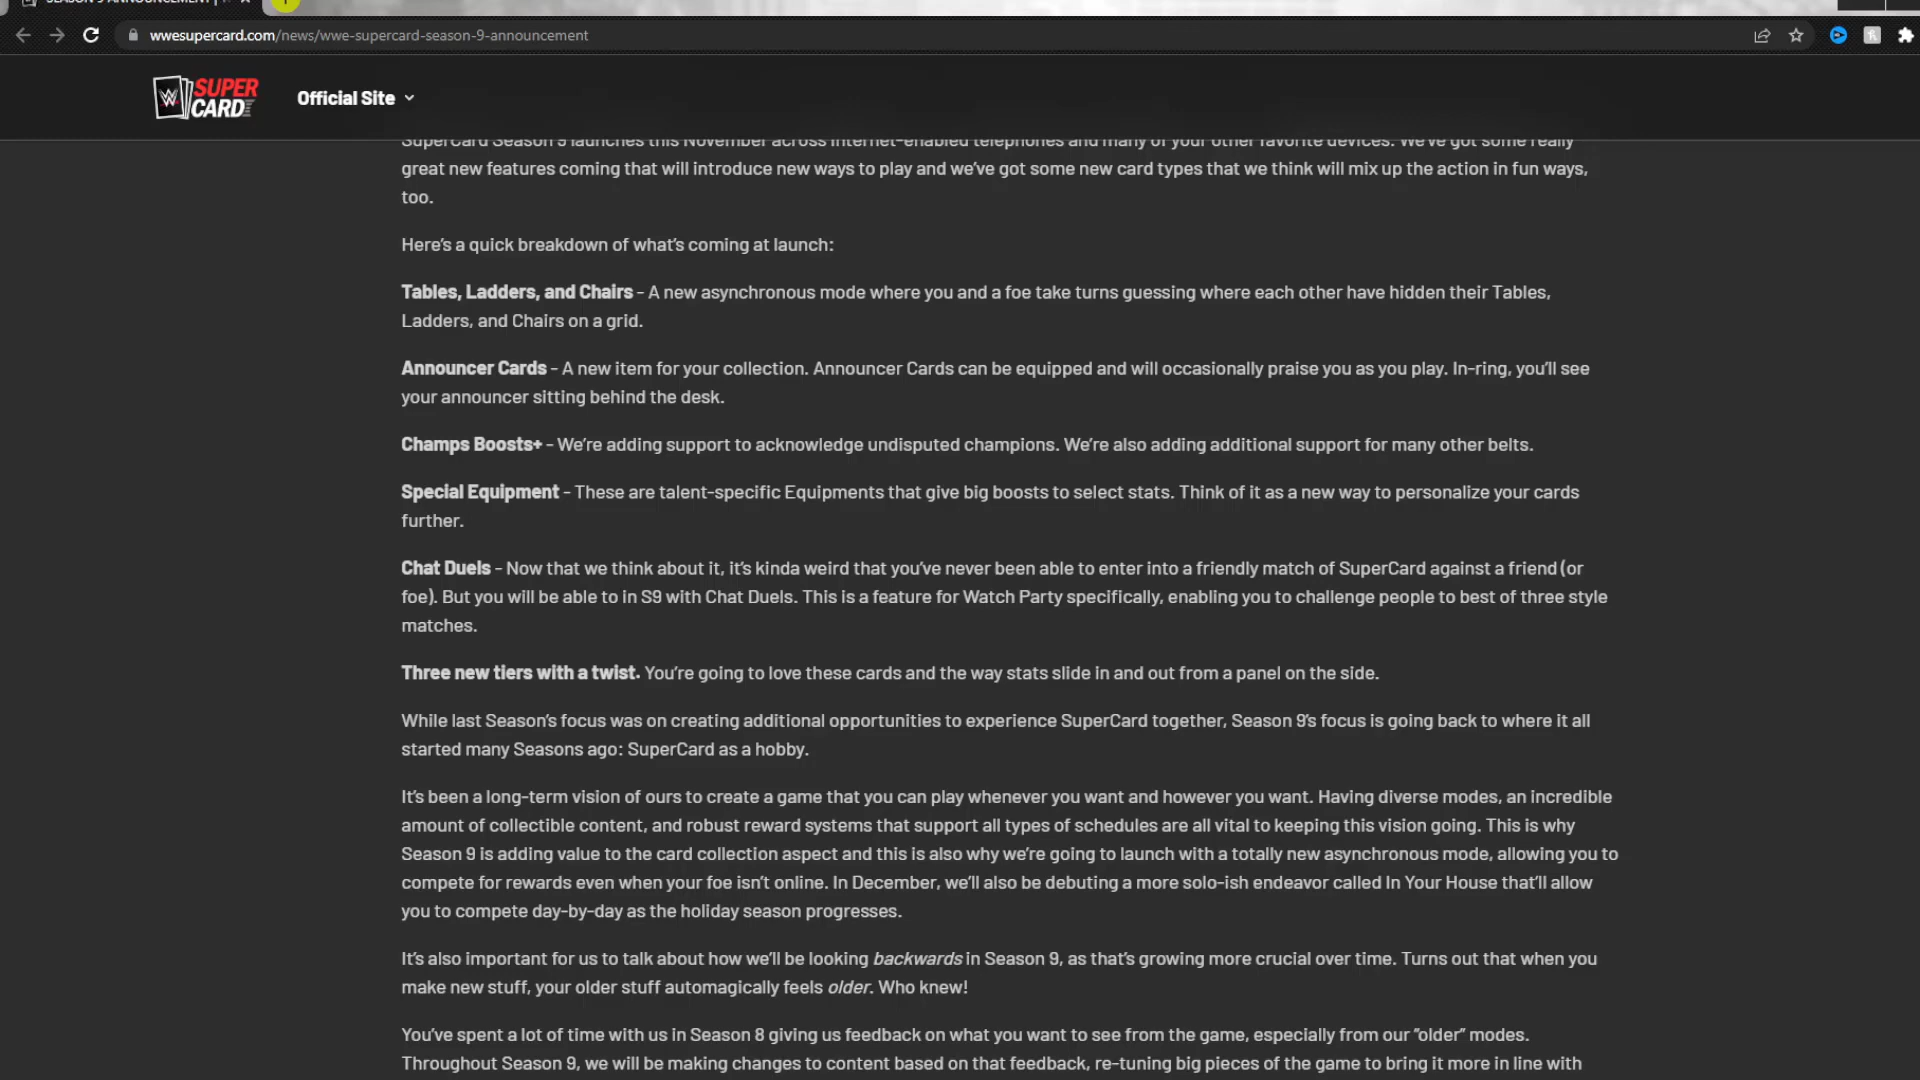 SEASON 9 ANNOUNCEMENT |
wwesupercard.com/news/wwe-supercard-season-9-announcement
W SUPER
CARD
Official Site
SuperCard Season 9 launches this November across internet-enabled telephones and many of your other favorite devices. We’ve got some really
great new features coming that will introduce new ways to play and we’ve got some new card types that we think will mix up the action in fun ways,
too.
Here’s a quick breakdown of what’s coming at launch:
Tables, Ladders, and Chairs - A new asynchronous mode where you and a foe take turns guessing where each other have hidden their Tables,
Ladders, and Chairs on a grid.
Announcer Cards - A new item for your collection. Announcer Cards can be equipped and will occasionally praise you as you play. In-ring, you’ll see
your announcer sitting behind the desk.
Champs Boosts+ - We’re adding support to acknowledge undisputed champions. We’re also adding additional support for many other belts.
Special Equipment - These are talent-specific Equipments that give big boosts to select stats. Think of it as a new way to personalize your cards
further.
Chat Duels - Now that we think about it, it’s kinda weird that you’ve never been able to enter into a friendly match of SuperCard against a friend (or
foe). But you will be able to in S9 with Chat Duels. This is a feature for Watch Party specifically, enabling you to challenge people to best of three style
matches.
Three new tiers with a twist. You’re going to love these cards and the way stats slide in and out from a panel on the side.
While last Season’s focus was on creating additional opportunities to experience SuperCard together, Season 9’s focus is going back to where it all
started many Seasons ago: SuperCard as a hobby.
It’s been a long-term vision of ours to create a game that you can play whenever you want and however you want. Having diverse modes, an incredible
amount of collectible content, and robust reward systems that support all types of schedules are all vital to keeping this vision going. This is why
Season 9 is adding value to the card collection aspect and this is also why we’re going to launch with a totally new asynchronous mode, allowing you to
compete for rewards even when your foe isn’t online. In December, we’ll also be debuting a more solo-ish endeavor called In Your House that’ll allow
you to compete day-by-day as the holiday season progresses.
It’s also important for us to talk about how we’ll be looking backwards in Season 9, as that’s growing more crucial over time. Turns out that when you
make new stuff, your older stuff automagically feels older. Who knew!
You’ve spent a lot of time with us in Season 8 giving us feedback on what you want to see from the game, especially from our “older” modes.
Throughout Season 9, we will be making changes to content based on that feedback, re-tuning big pieces of the game to bring it more in line with